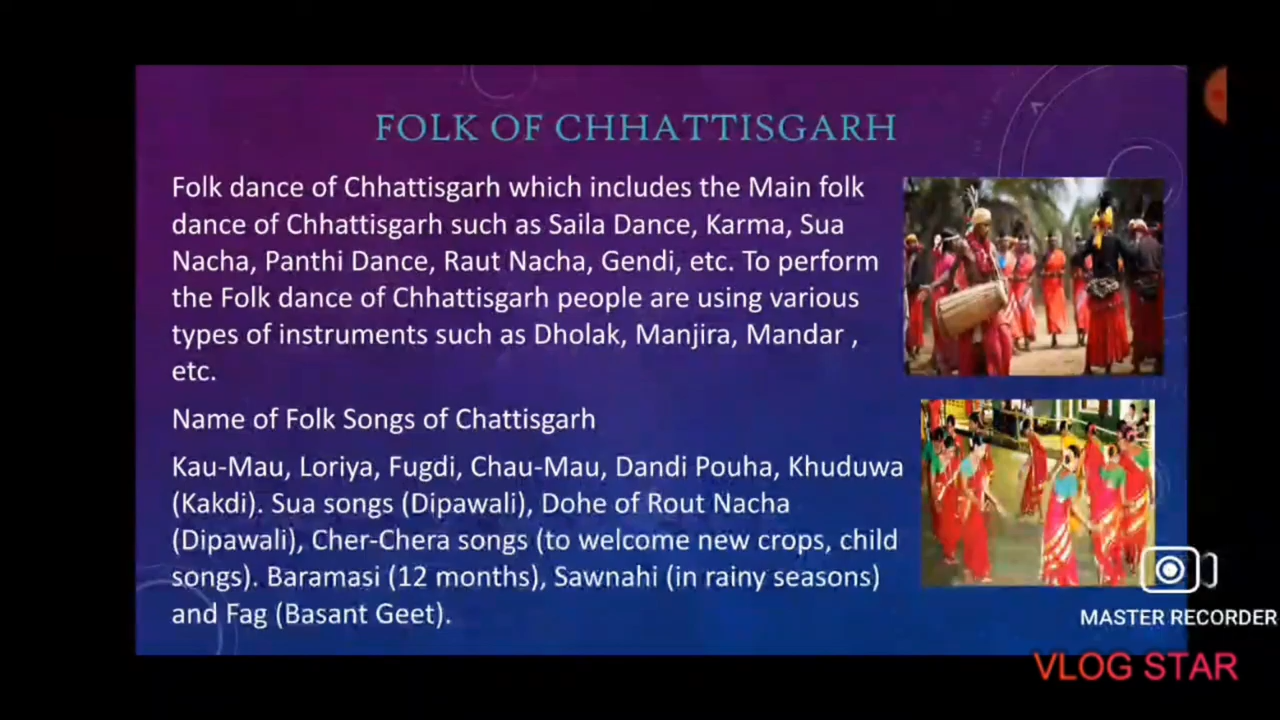 FOLK OF CHHATTISGARH
Folk dance of Chhattisgarh which includes the Main folk
dance of Chhattisgarh such as Saila Dance, Karma, Sua
Nacha, Panthi Dance, Raut Nacha, Gendi, etc. To perform
the Folk dance of Chhattisgarh people are using various
types of instruments such as Dholak, Manjira, Mandar ,
etc.
Name of Folk Songs of Chattisgarh
Kau-Mau, Loriya, Fugdi, Chau-Mau, Dandi Pouha, Khuduwa
(Kakdi). Sua songs (Dipawali), Dohe of Rout Nacha
(Dipawali), Cher-Chera songs (to welcome new crops, child
songs). Baramasi (12 months), Sawnahi (in rainy seasons)
and Fag (Basant Geet).
MASTER RECORDER
VLOG STAR